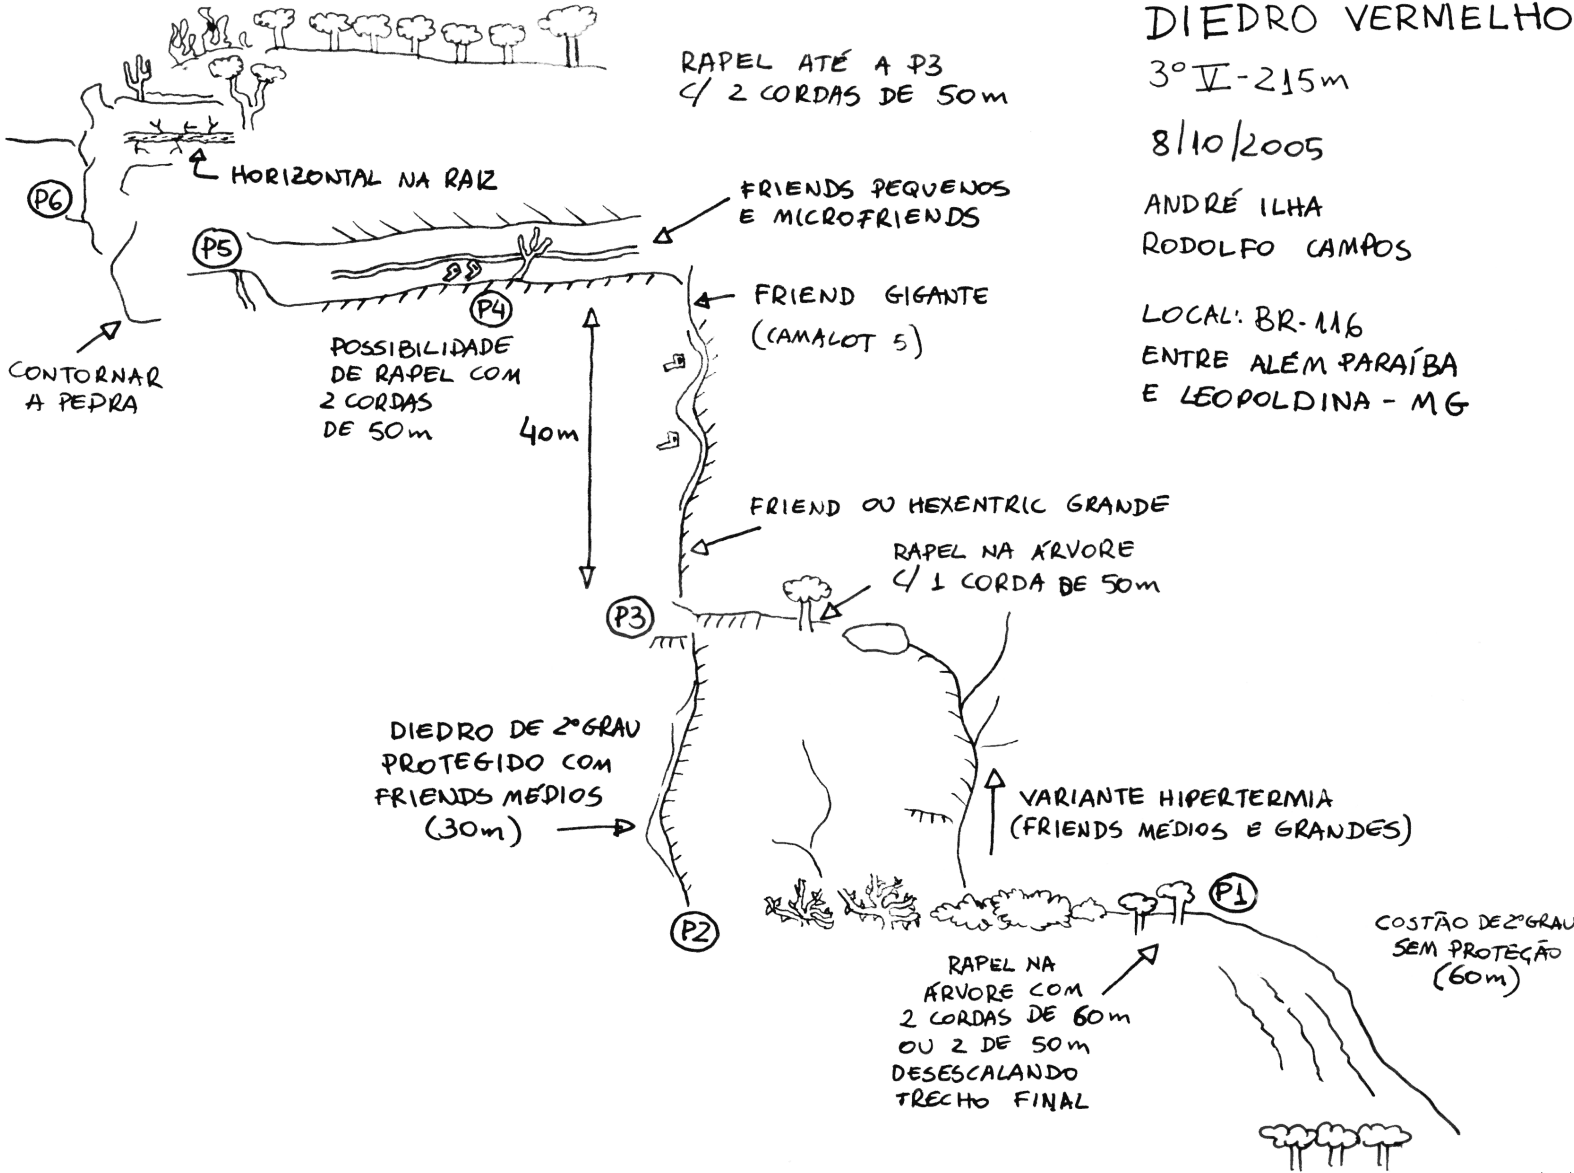 DIEDRO VERMELHO
3º V - 215m
8/10/2005
ANDRÉ ILHA
RODOLFO CAMPOS
LOCAL: BR-116
ENTRE ALÉM PARAÍBA
E LEOPOLDINA - MG
RAPEL ATÉ A P3
C/ 2 CORDAS DE 50m
HORIZONTAL NA RAIZ
P6
FRIENDS PEQUENOS
E MICROFRIENDS
P5
FRIEND GIGANTE
(CAMALOT 5)
P4
CONTORNAR
A PEDRA
POSSIBILIDADE
DE RAPEL COM
2 CORDAS
DE 50m
40m
FRIEND OU HEXENTRIC GRANDE
RAPEL NA ÁRVORE
C/ 1 CORDA DE 50m
P3
DIEDRO DE 2º GRAU
PROTEGIDO COM
FRIENDS MÉDIOS
(30m)
VARIANTE HIPERTERMIA
(FRIENDS MÉDIOS E GRANDES)
P1
P2
COSTÃO DE 2º GRAU
SEM PROTEÇÃO
(60m)
RAPEL NA
ÁRVORE COM
2 CORDAS DE 60m
OU 2 DE 50m
DESESCALANDO
TRECHO FINAL